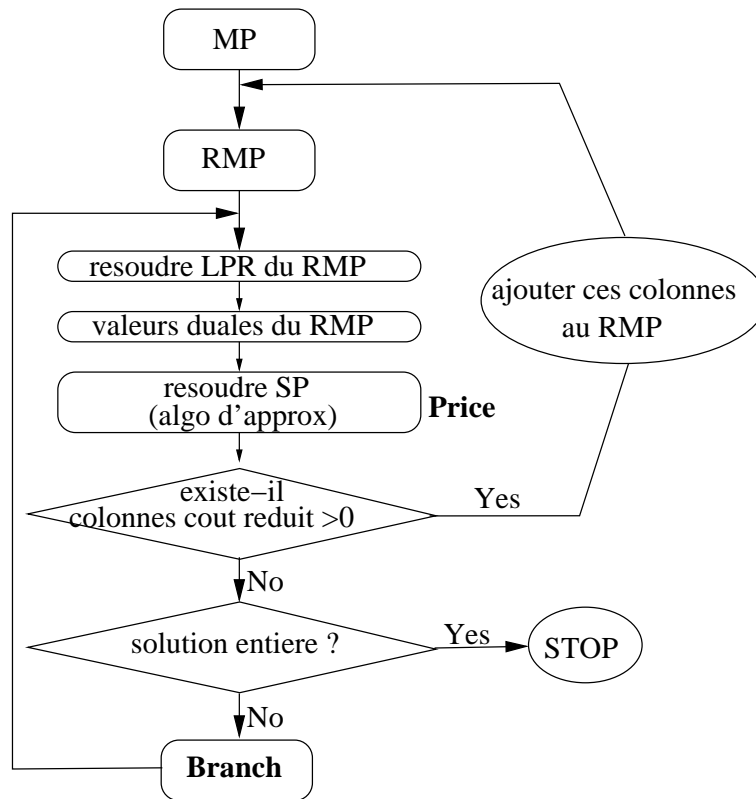 MP
RMP
resoudre LPR du RMP
valeurs duales du RMP
resoudre SP
(algo d'approx)
Price
existe−il
colonnes cout reduit >0
Yes
ajouter ces colonnes
au RMP
No
solution entiere ?
Yes
STOP
No
Branch